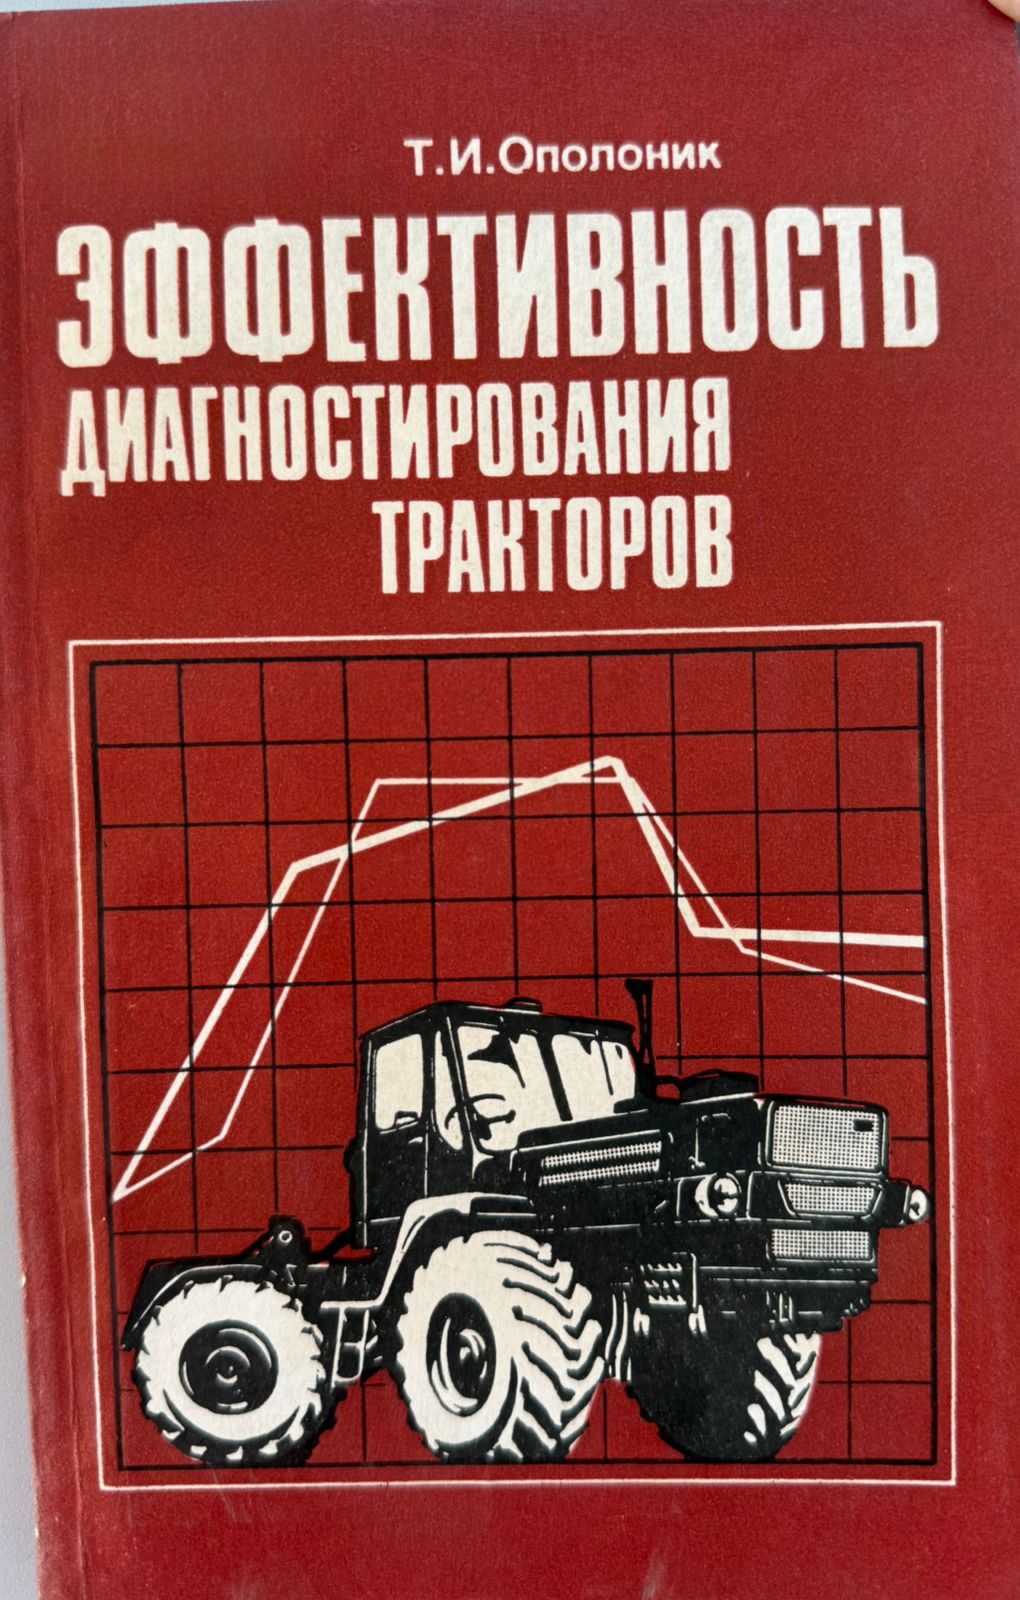 Т.И.Ополоник
ЭФФЕКТИВНОСТЬ
ДИАГНОСТИРОВАНИЯ
ТРАКТОРОВ